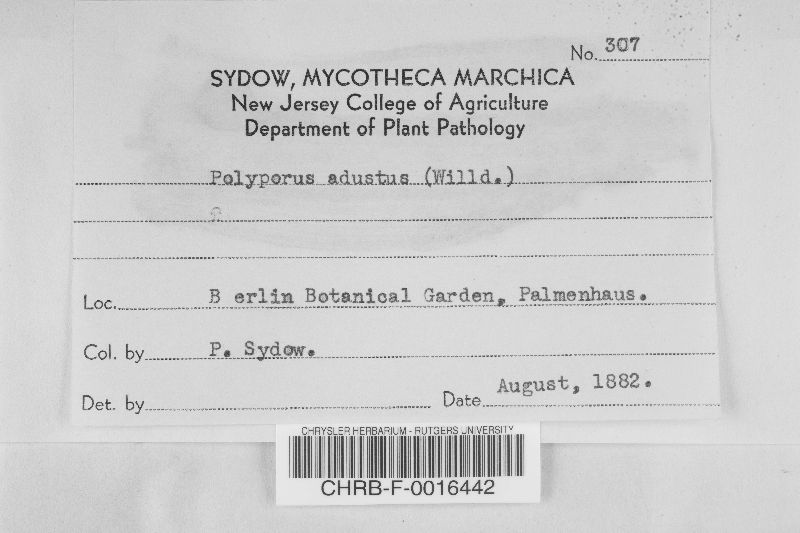 No. 307
SYDOW, MYCOTHECA MARCHICA
New Jersey College of Agriculture
Department of Plant Pathology
Polyporus adustus (Willd.)
Loc. B erlin Botanical Garden, Palmenhaus.
Col. by P. Sydow.
Det. by
Date August, 1882.
CHRYSLER HERBARIUM - RUTGERS UNIVERSITY
CHRB-F-0016442